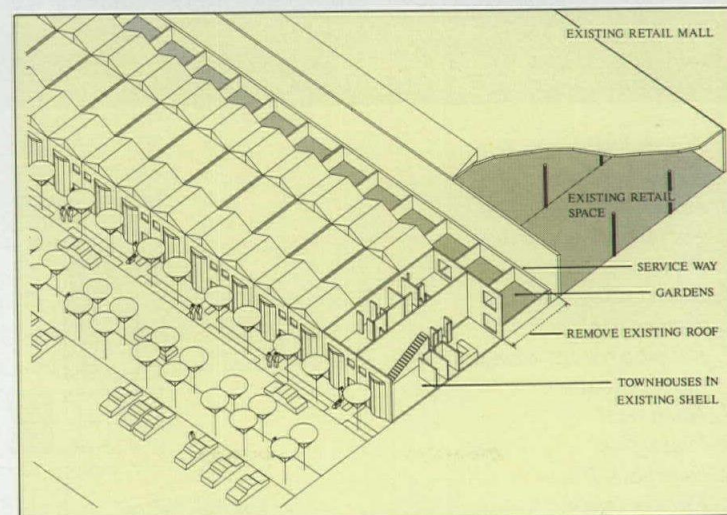 EXISTING RETAIL MALL
EXISTING RETAIL
SPACE
SERVICE WAY
GARDENS
REMOVE EXISTING ROOF
TOWNHOUSES IN
EXISTING SHELL